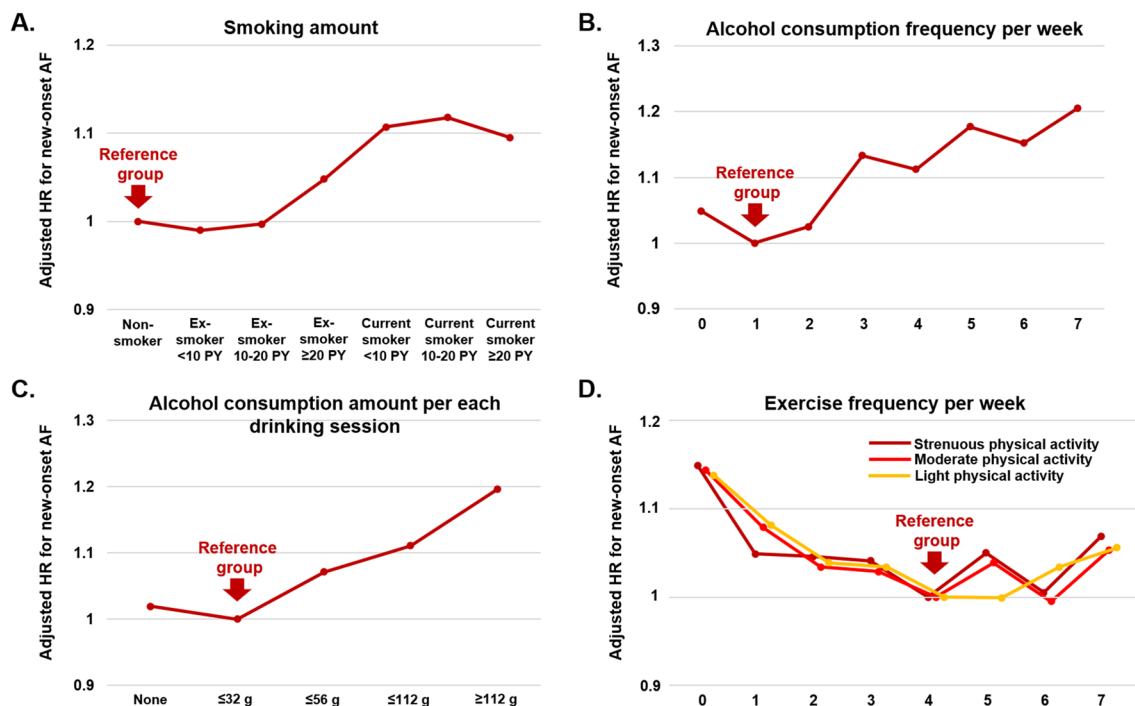 A.
Smoking amount
Adjusted HR for new-onset AF
1.2
1.1
1
0.9
Reference
group
Non-
smoker
Ex-
smoker
<10 PY
Ex-
smoker
10-20 PY
Ex-
smoker
≥20 PY
Current
smoker
<10 PY
Current
smoker
10-20 PY
Current
smoker
≥20 PY
B.
Alcohol consumption frequency per week
Adjusted HR for new-onset AF
1.3
1.2
1.1
1
0.9
Reference
group
0 1 2 3 4 5 6 7
C.
Alcohol consumption amount per each
drinking session
Adjusted HR for new-onset AF
1.3
1.2
1.1
1
0.9
Reference
group
None ≤32 g ≤56 g ≤112 g ≥112 g
D.
Exercise frequency per week
Adjusted HR for new-onset AF
1.2
1.1
1
0.9
Strenuous physical activity
Moderate physical activity
Light physical activity
Reference
group
0 1 2 3 4 5 6 7